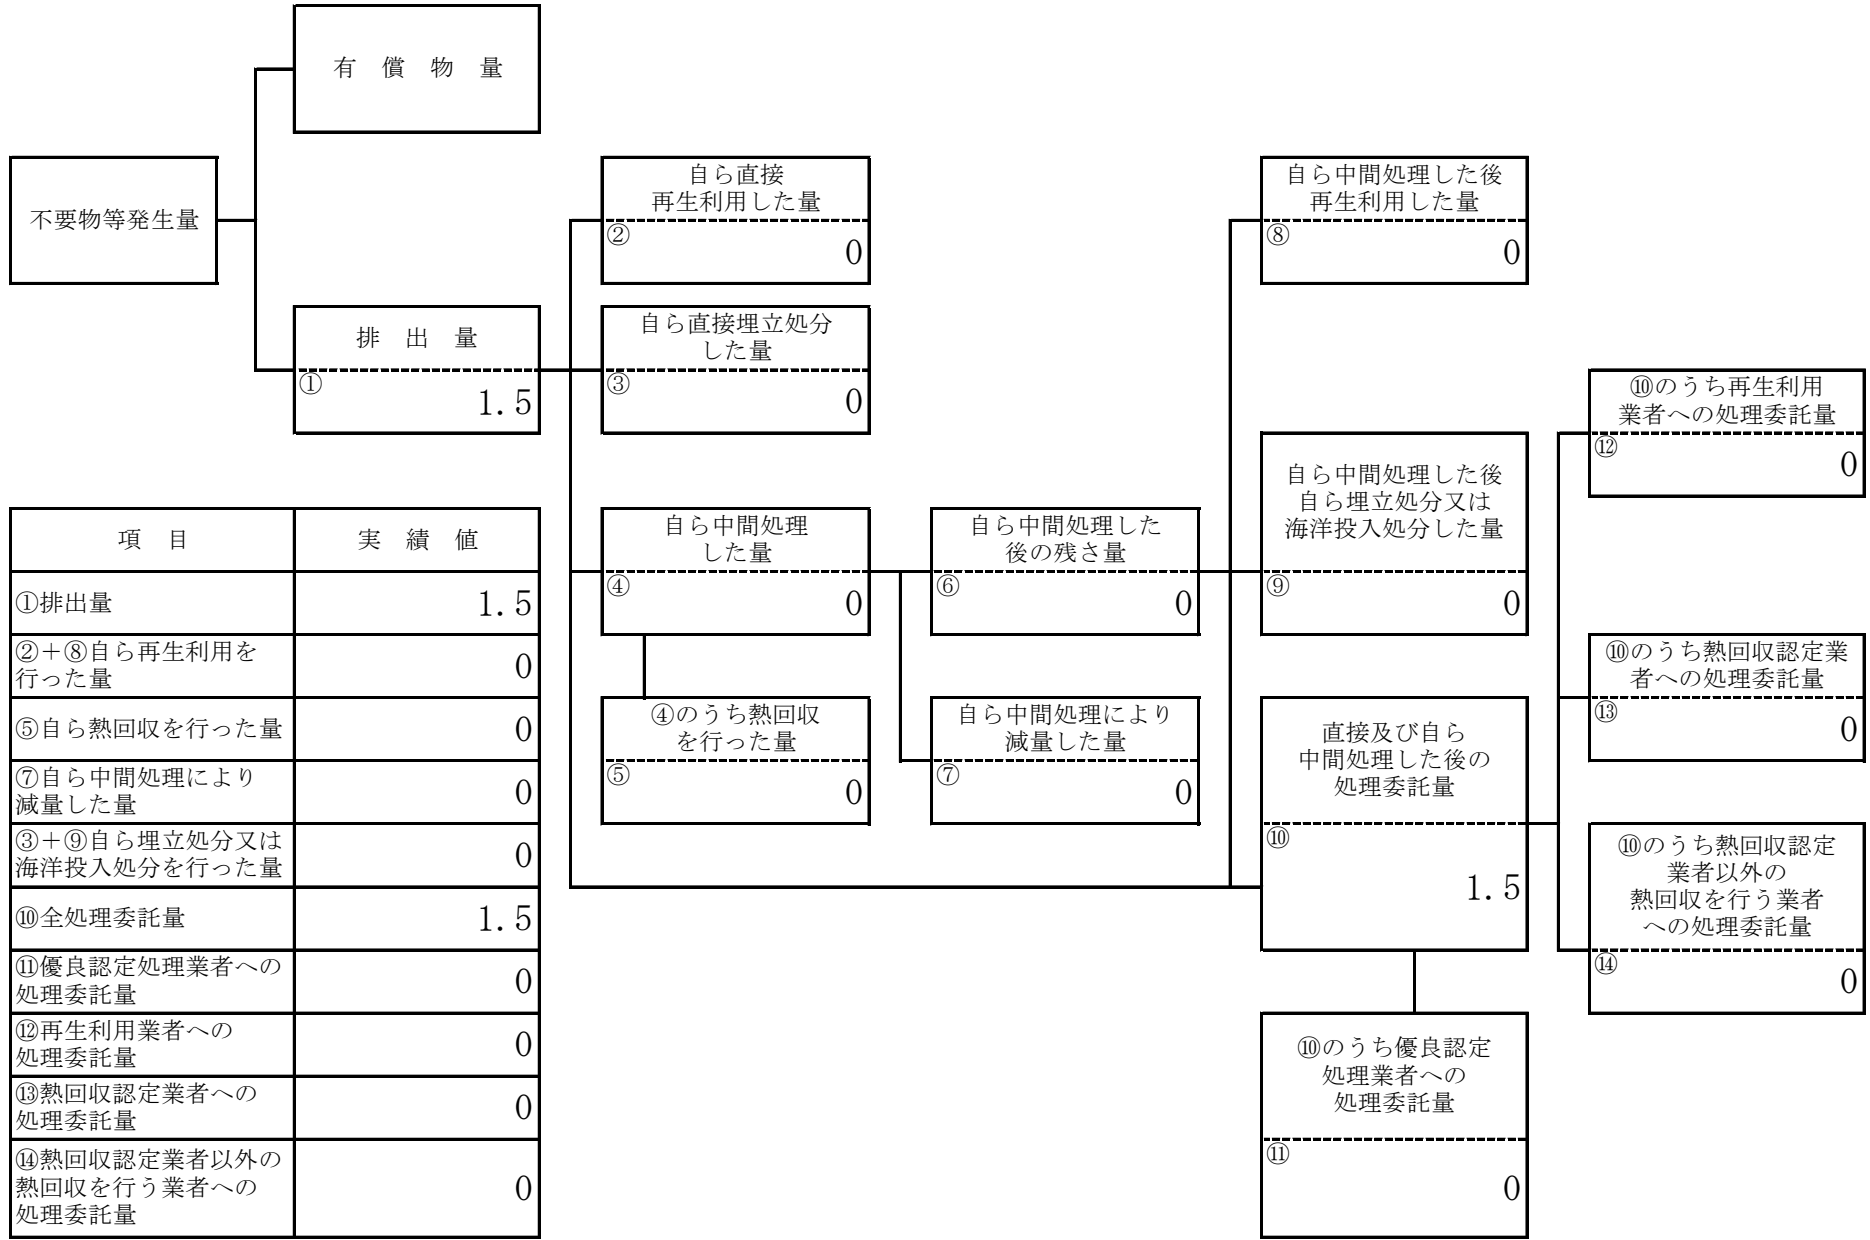 有　償　物　量
不要物等発生量
排　出　量
①
1.5
自ら直接
再生利用した量
②
0
自ら直接埋立処分
した量
③
0
自ら中間処理
した量
④
0
④のうち熱回収
を行った量
⑤
0
自ら中間処理した
後の残さ量
⑥
0
自ら中間処理により
減量した量
⑦
0
自ら中間処理した後
再生利用した量
⑧
0
自ら中間処理した後
自ら埋立処分又は
海洋投入処分した量
⑨
0
直接及び自ら
中間処理した後の
処理委託量
⑩
1.5
⑩のうち優良認定
処理業者への
処理委託量
⑪
0
⑩のうち再生利用
業者への処理委託量
⑫
0
⑩のうち熱回収認定業
者への処理委託量
⑬
0
⑩のうち熱回収認定
業者以外の
熱回収を行う業者
への処理委託量
⑭
0
項　目　実　績　値
①排出量　1.5
②＋⑧自ら再生利用を
行った量　0
⑤自ら熱回収を行った量　0
⑦自ら中間処理により
減量した量　0
③＋⑨自ら埋立処分又は
海洋投入処分を行った量　0
⑩全処理委託量　1.5
⑪優良認定処理業者への
処理委託量　0
⑫再生利用業者への
処理委託量　0
⑬熱回収認定業者への
処理委託量　0
⑭熱回収認定業者以外の
熱回収を行う業者への
処理委託量　0